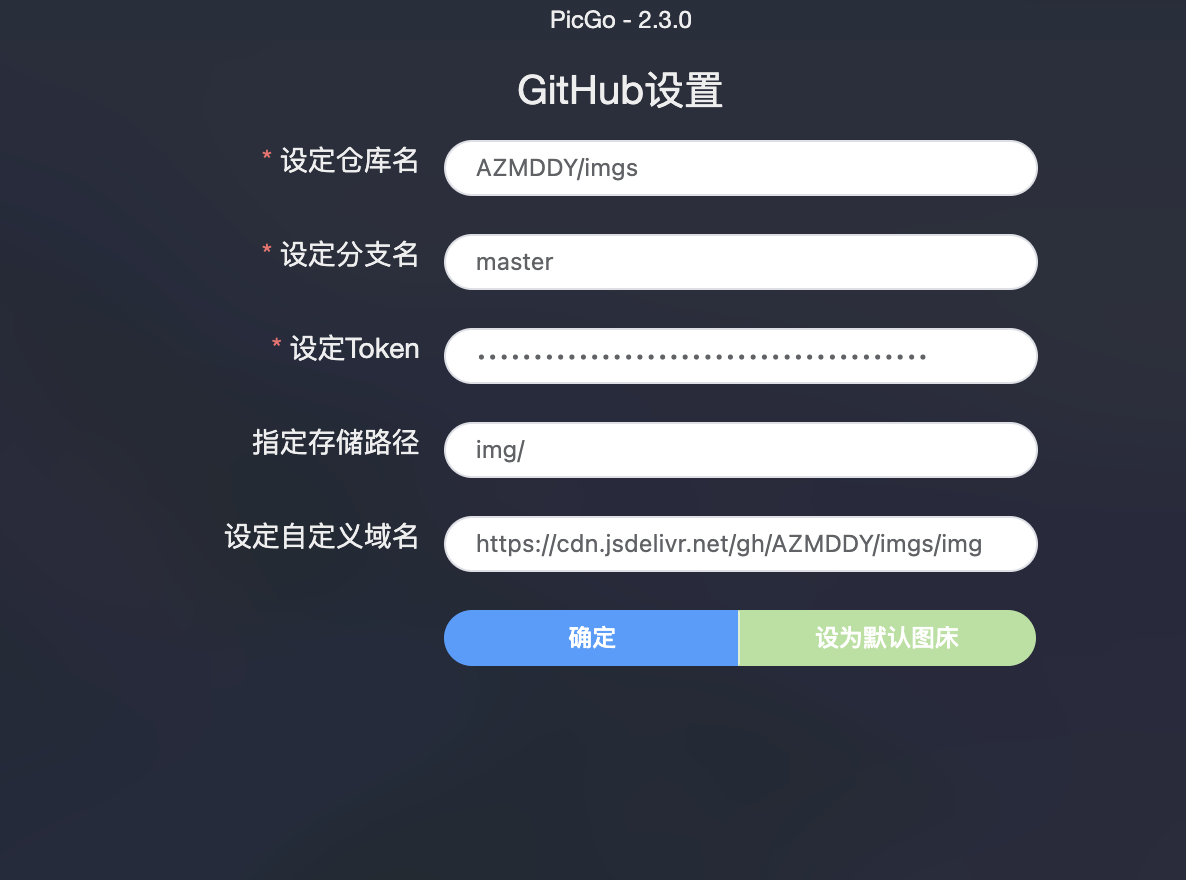 PicGo - 2.3.0
GitHub设置
* 设定仓库名 AZMDDY/imgs
* 设定分支名 master
* 设定Token ••••••••••••••••••••••••••••••••••••••••
指定存储路径 img/
设定自定义域名 https://cdn.jsdelivr.net/gh/AZMDDY/imgs/img
确定 设为默认图床